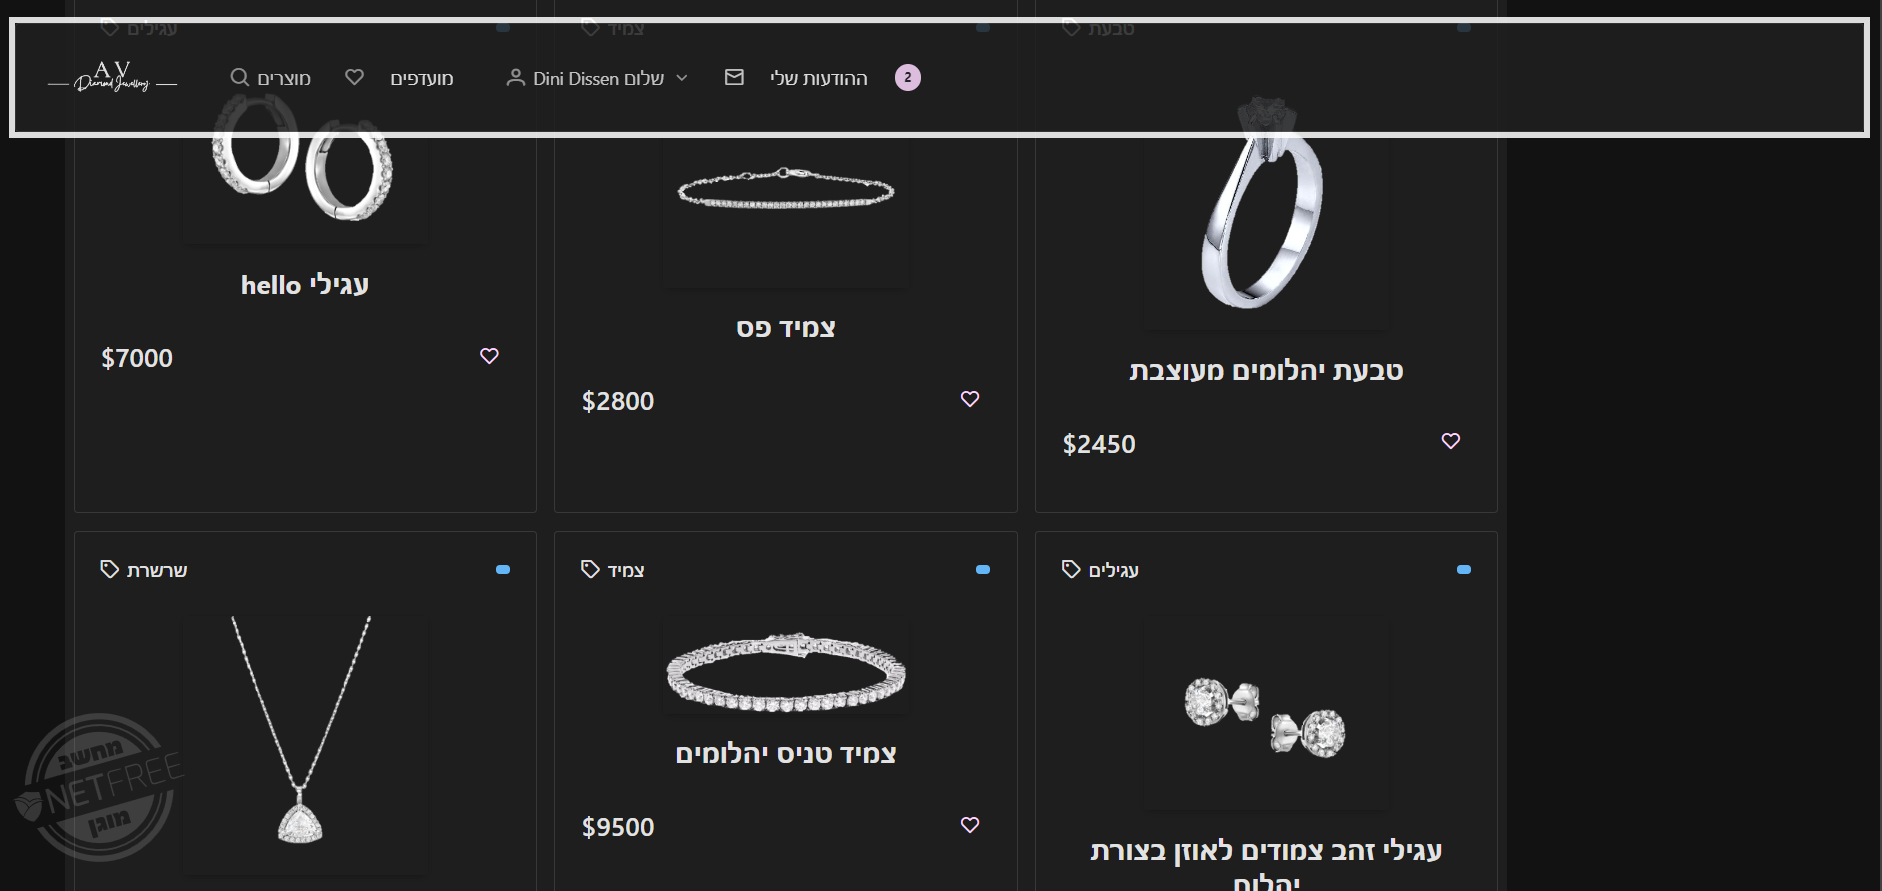 עגילים
צמיד
טבעת
AV
Diamond Jewellery
מוצרים
מועדפים
שלום Dini Dissen
ההודעות שלי
2
עגילי hello
$7000
צמיד פס
$2800
טבעת יהלומים מעוצבת
$2450
שרשרת
צמיד
עגילים
צמיד טניס יהלומים
$9500
עגילי זהב צמודים לאוזן בצורת
יהלום
מחשב
NETFREE
מוגן